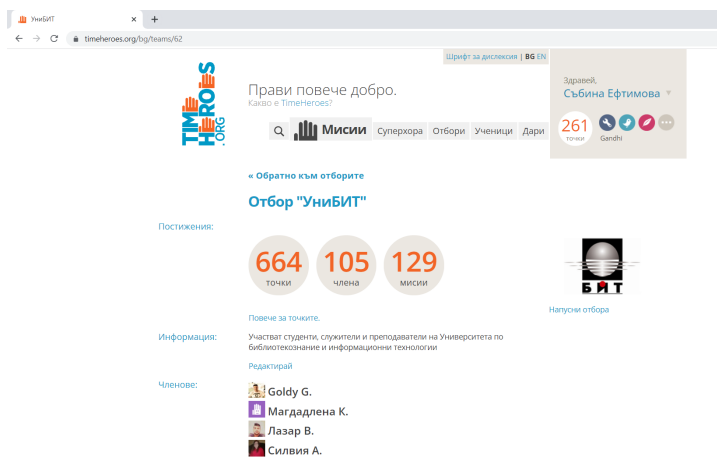 УниБИТ
timeheroes.org/bg/teams/62
Шрифт за дислексия | BG EN
TIME HEROES .ORG
Прави повече добро.
Какво е TimeHeroes?
Мисии Суперхора Отбори Ученици Дари
Здравей,
Събина Ефтимова
261
точки
Gandhi
« Обратно към отборите
Отбор "УниБИТ"
Постижения:
664 105 129
точки члена мисии
БИТ
Повече за точките.
Напусни отбора
Информация: Участват студенти, служители и преподаватели на Университета по
библиотекознание и информационни технологии
Редактирай
Членове:
Goldy G.
Магдадлена К.
Лазар В.
Силвия А.